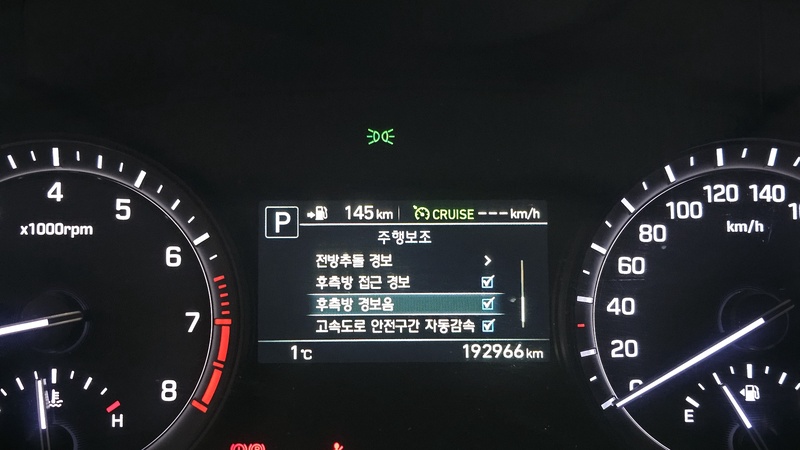 4
5
x1000rpm
6
7
8
H
P
145 km
CRUISE ---km/h
주행보조
전방추돌 경보
후측방 접근 경보
후측방 경보음
고속도로 안전구간 자동감속
1℃
192966 km
140
120
100
km/h
80
60
40
20
0
E